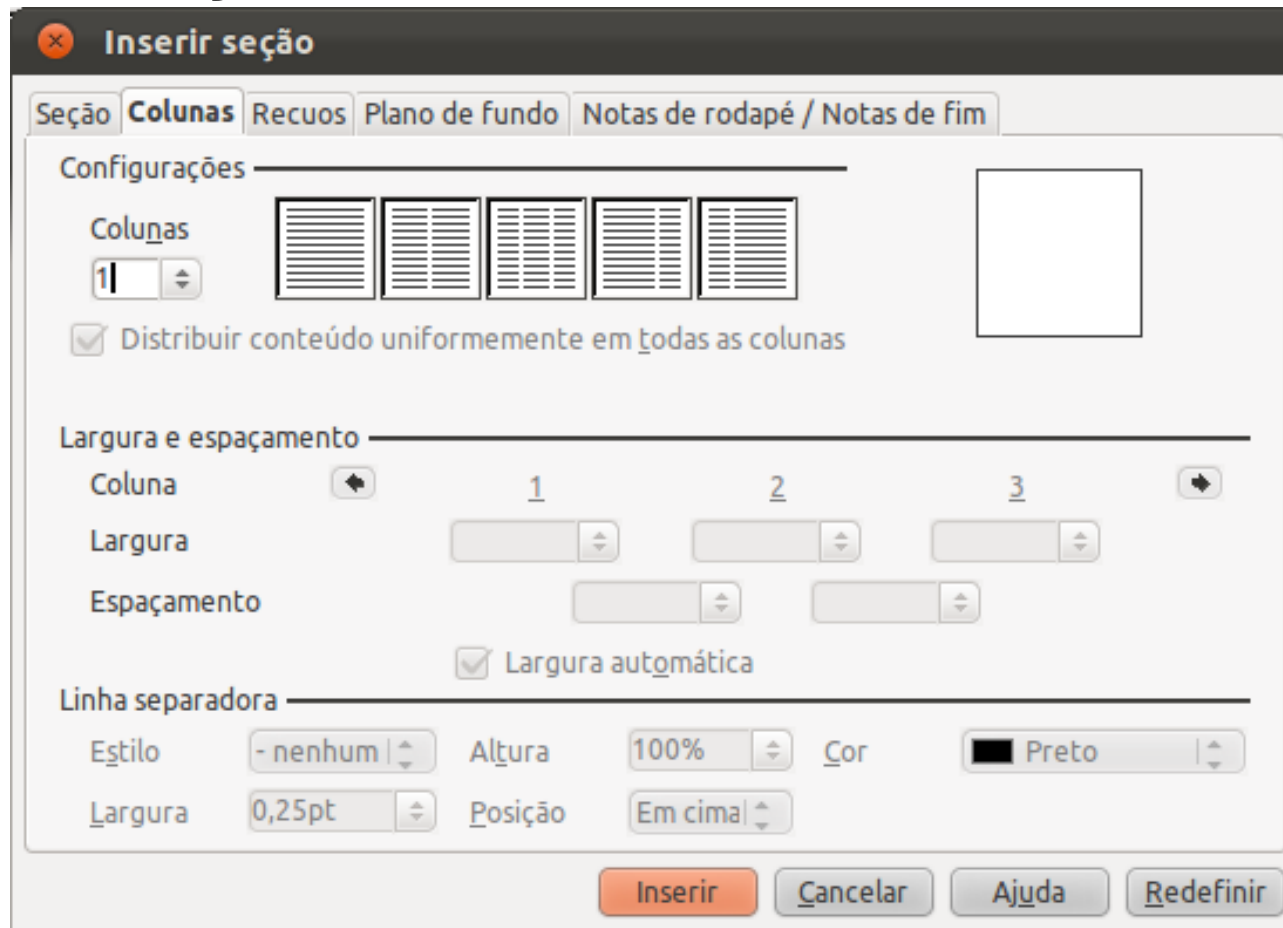 Inserir seção
Seção Colunas Recuos Plano de fundo Notas de rodapé / Notas de fim
Configurações
Colunas
1
Distribuir conteúdo uniformemente em todas as colunas
Largura e espaçamento
Coluna 1 2 3
Largura
Espaçamento
Largura automática
Linha separadora
Estilo - nenhum Altura 100% Cor Preto
Largura 0,25pt Posição Em cima
Inserir Cancelar Ajuda Redefinir